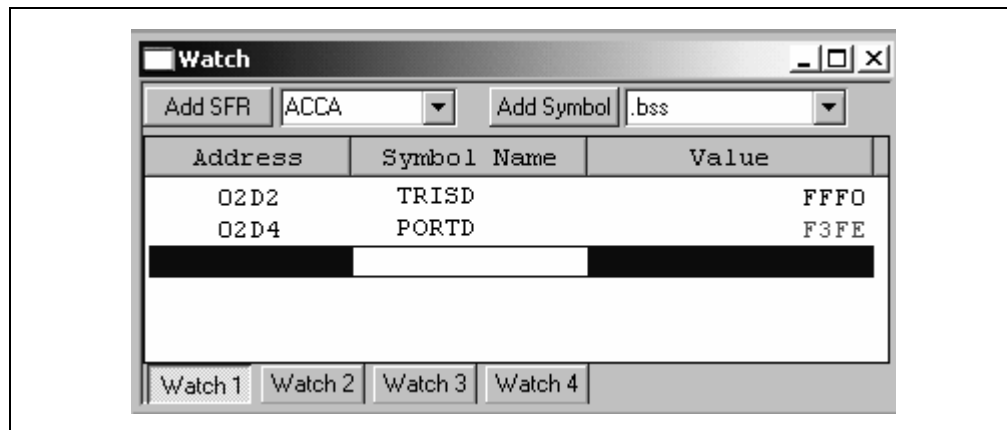 Watch
Add SFR ACCA Add Symbol .bss
Address Symbol Name Value
02D2 TRISD FFF0
02D4 PORTD F3FE
Watch 1 Watch 2 Watch 3 Watch 4